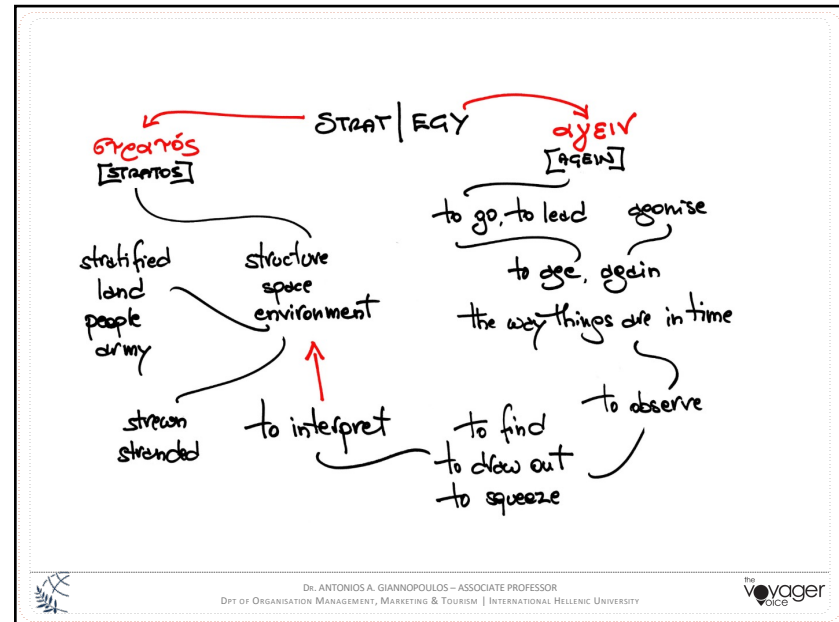 STRAT|EGY
στρατός
[STRATOS]
αγειν
[AGEIN]
stratified
land
people
army
structure
space
environment
strewn
stranded
to go, to lead
agonise
to age, again
the way things are in time
to observe
to find
to draw out
to squeeze
to interpret
DR. ANTONIOS A. GIANNOPOULOS – ASSOCIATE PROFESSOR
DPT OF ORGANISATION MANAGEMENT, MARKETING & TOURISM | INTERNATIONAL HELLENIC UNIVERSITY
the
voyager
voice